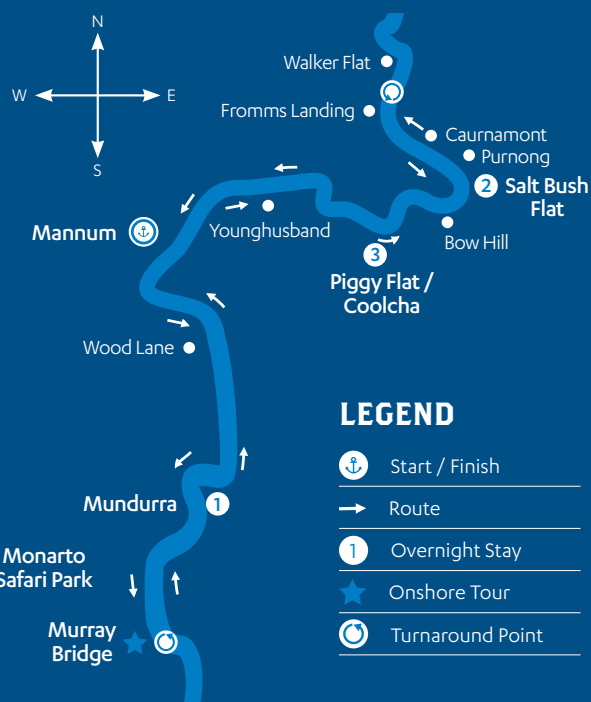 N
W
E
S
Walker Flat
Fromms Landing
Caurnamont
Purnong
2
Salt Bush
Flat
Bow Hill
Younghusband
Mannum
3
Piggy Flat /
Coolcha
Wood Lane
Mundurra
1
Monarto
Safari Park
Murray
Bridge
LEGEND
Start / Finish
Route
1
Overnight Stay
Onshore Tour
Turnaround Point